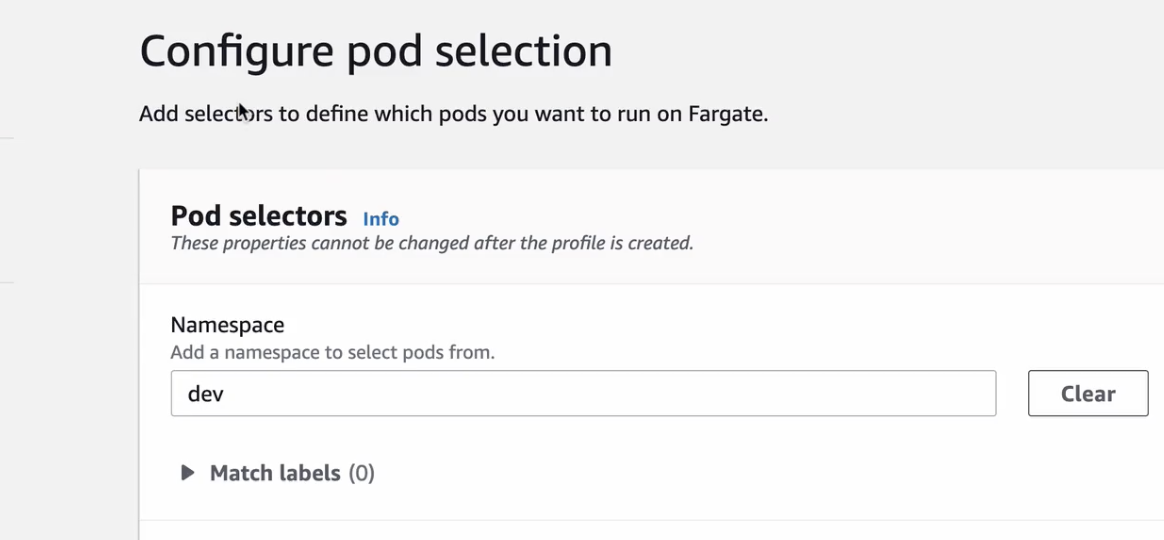 Configure pod selection
Add selectors to define which pods you want to run on Fargate.
Pod selectors Info
These properties cannot be changed after the profile is created.
Namespace
Add a namespace to select pods from.
dev Clear
Match labels (0)